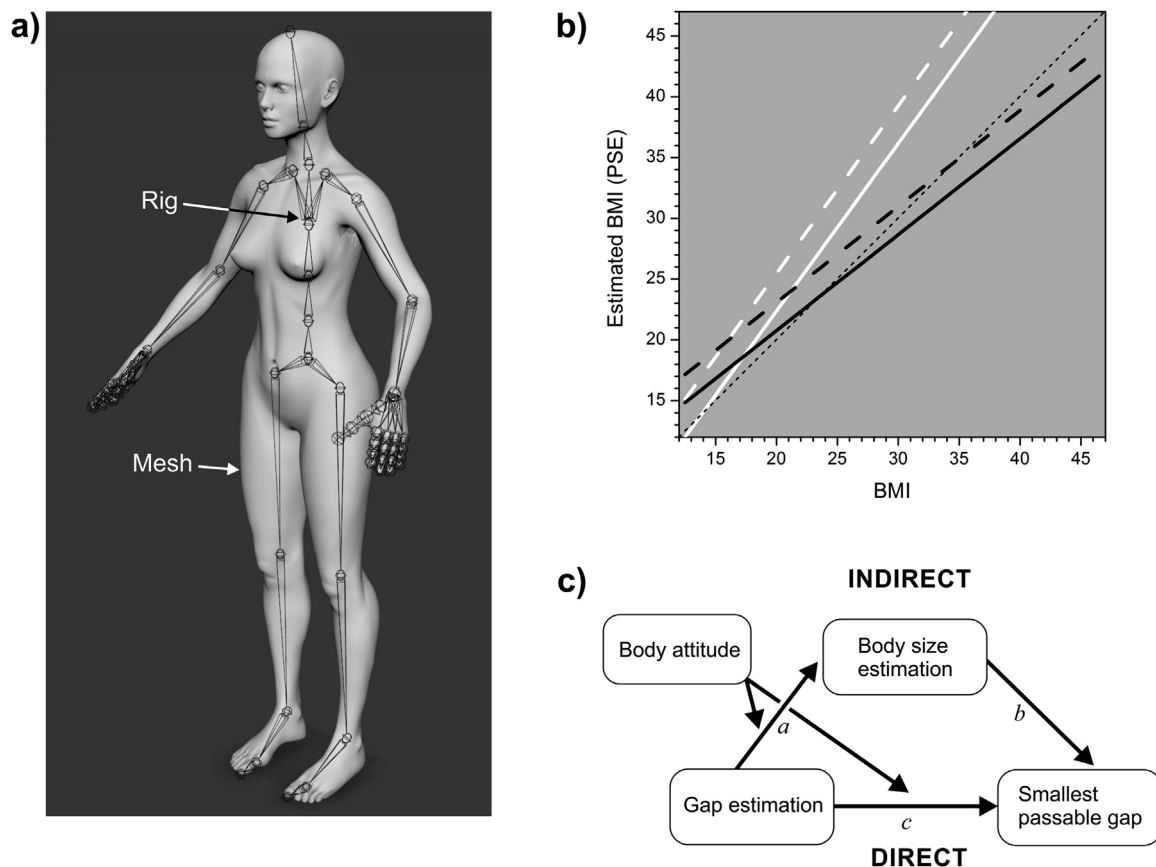 a)
Rig
Mesh
b)
Estimated BMI (PSE)
45
40
35
30
25
20
15
15 20 25 30 35 40 45
BMI
c)
INDIRECT
Body attitude
Body size
estimation
a
b
Gap estimation
c
Smallest
passable gap
DIRECT